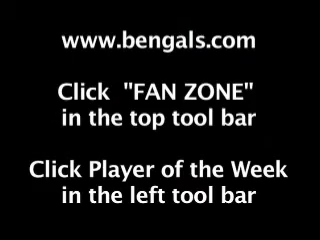 www.bengals.com
Click "FAN ZONE"
in the top tool bar
Click Player of the Week
in the left tool bar